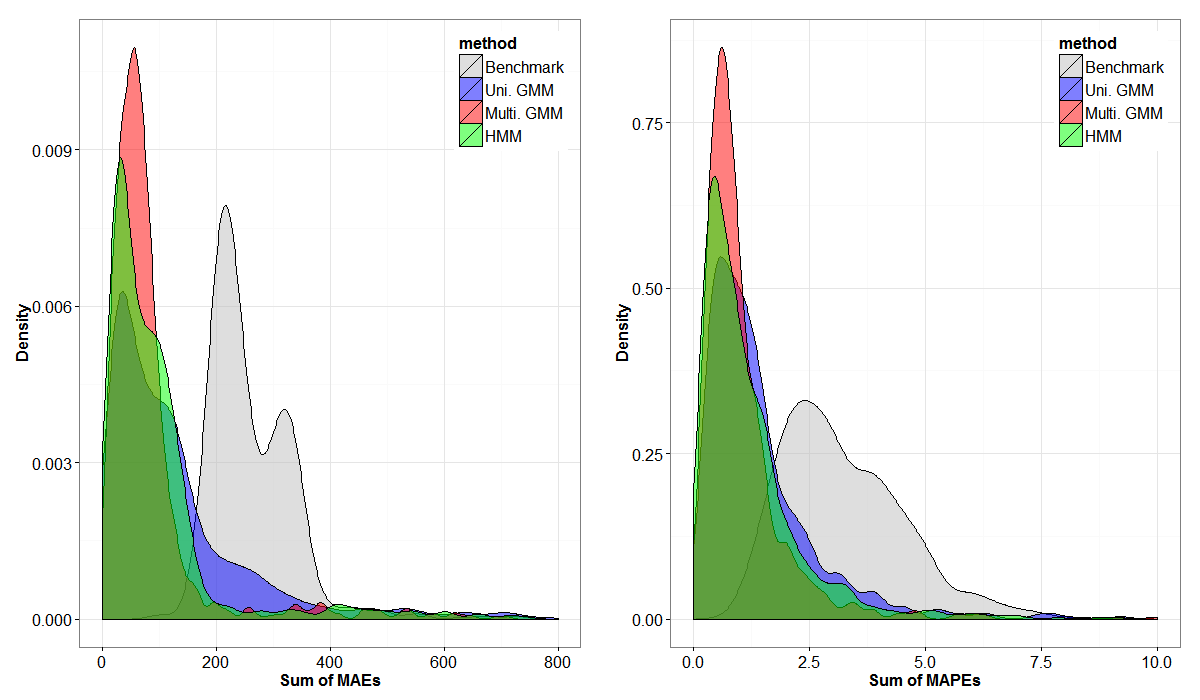 method
Benchmark
Uni. GMM
Multi. GMM
HMM
0.009
0.006
0.003
0.000
Density
0
200
400
600
800
Sum of MAEs
method
Benchmark
Uni. GMM
Multi. GMM
HMM
0.75
0.50
0.25
0.00
Density
0.0
2.5
5.0
7.5
10.0
Sum of MAPEs